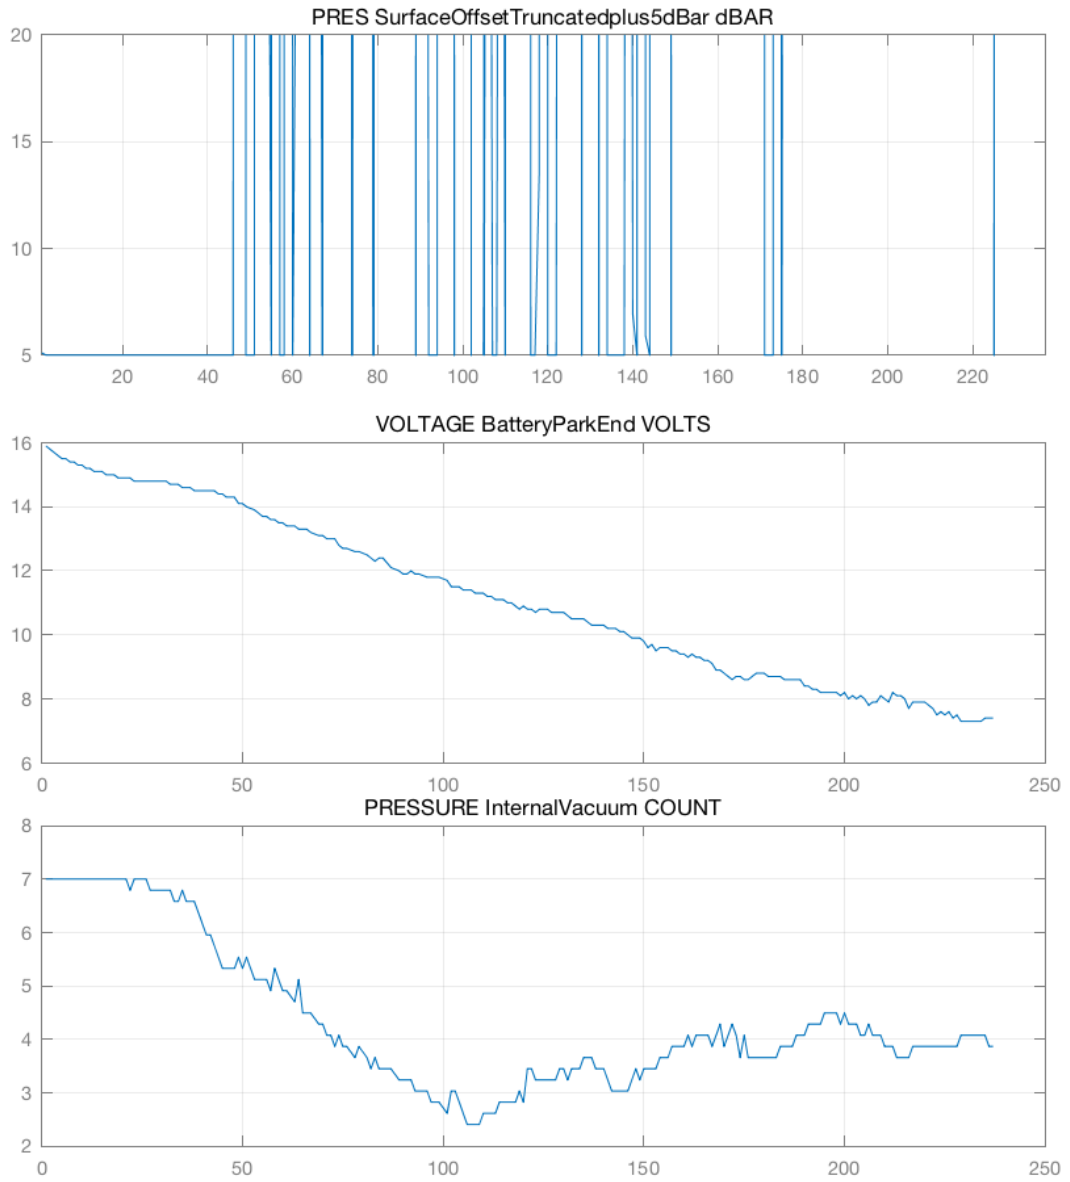 PRES SurfaceOffsetTruncatedplus5dBar dBAR
20
15
10
5
20 40 60 80 100 120 140 160 180 200 220
VOLTAGE BatteryParkEnd VOLTS
16
14
12
10
8
6
0 50 100 150 200 250
PRESSURE InternalVacuum COUNT
8
7
6
5
4
3
2
0 50 100 150 200 250